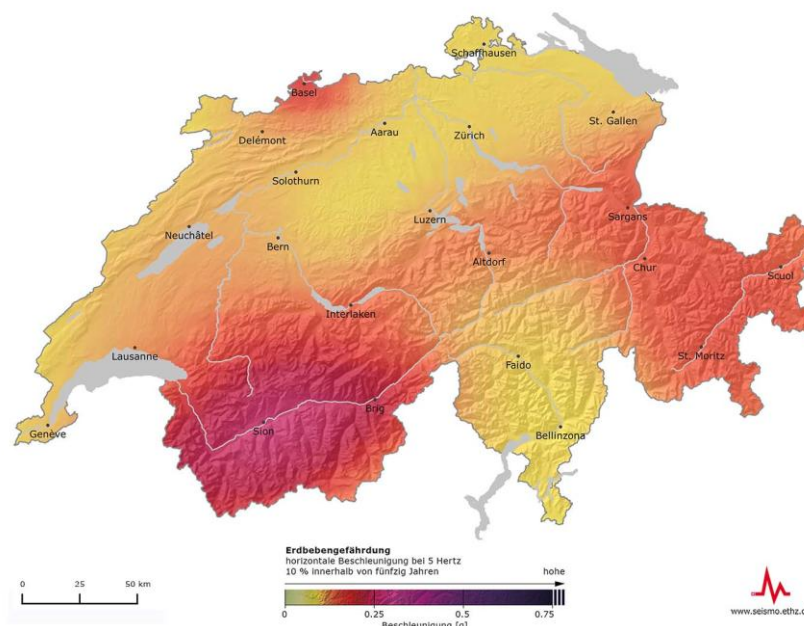 Schaffhausen
Basel
St. Gallen
Aarau
Zürich
Delémont
Solothurn
Sargans
Luzern
Neuchâtel
Bern
Altdorf
Chur
Scuol
Interlaken
Lausanne
St. Moritz
Faido
Brig
Sion
Genève
Bellinzona
Erdbebengefährdung
horizontale Beschleunigung bei 5 Hertz
10 % innerhalb von fünfzig Jahren
hohe
0 25 50 km
0 0.25 0.5 0.75
Beschleunigung [g]
www.seismo.ethz.c